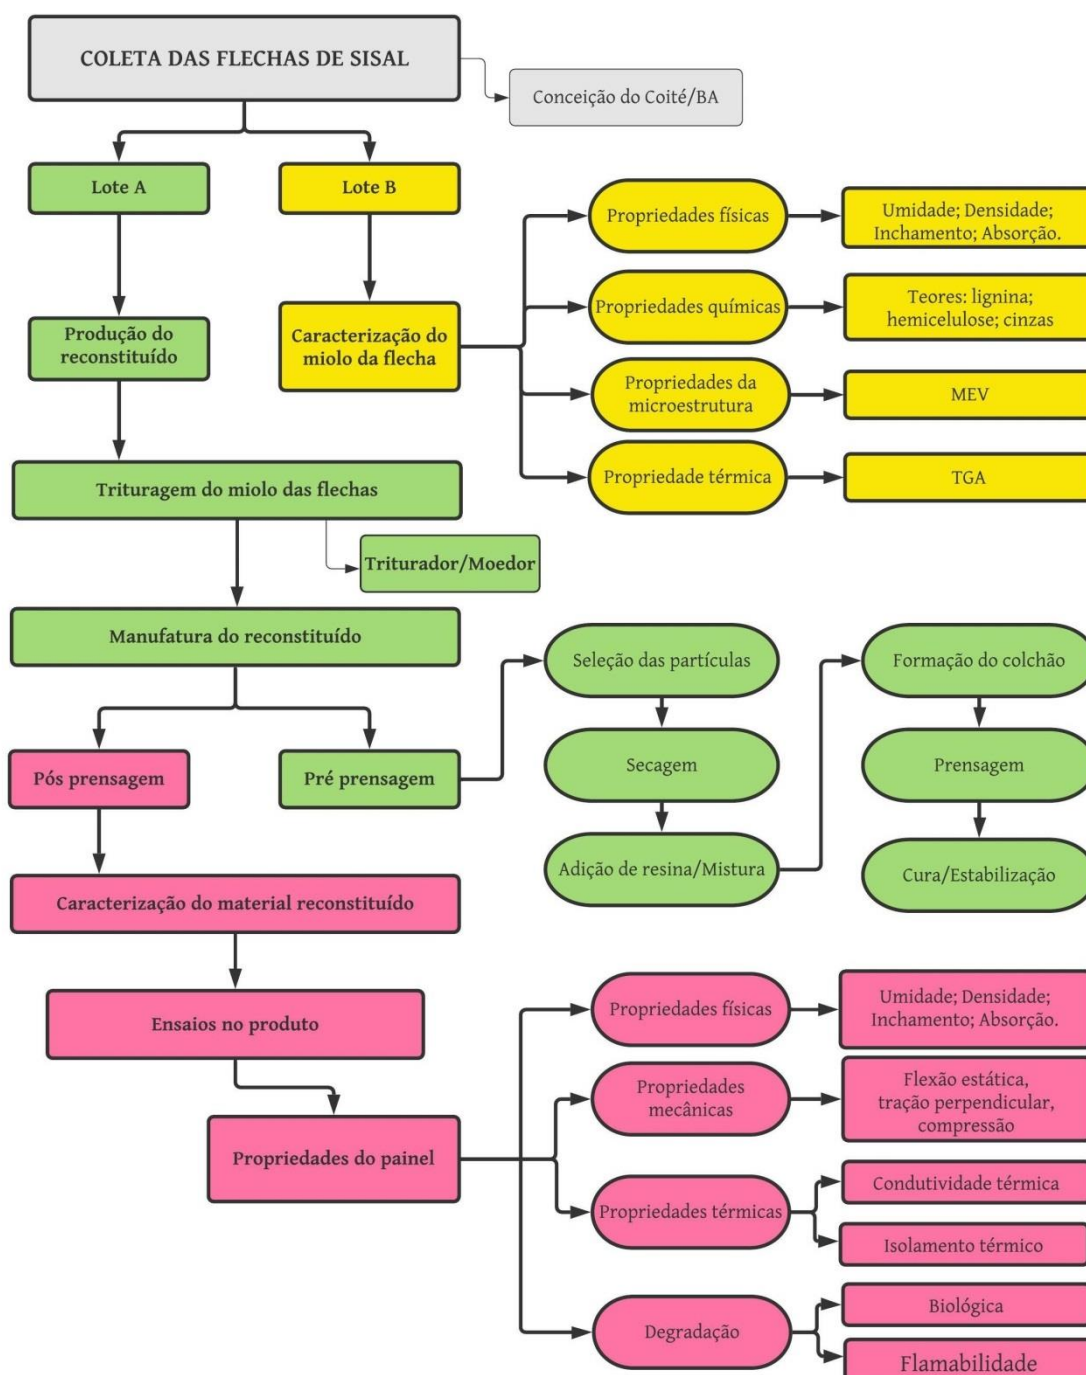 COLETA DAS FLECHAS DE SISAL
Conceição do Coité/BA
Lote A
Lote B
Propriedades físicas
Umidade; Densidade;
Inchamento; Absorção.
Produção do
reconstituído
Caracterização do
miolo da flecha
Propriedades químicas
Teores: lignina;
hemicelulose; cinzas
Propriedades da
microestrutura
MEV
Propriedade térmica
TGA
Trituragem do miolo das flechas
Triturador/Moedor
Manufatura do reconstituído
Pós prensagem
Pré prensagem
Seleção das partículas
Secagem
Adição de resina/Mistura
Formação do colchão
Prensagem
Cura/Estabilização
Caracterização do material reconstituído
Ensaios no produto
Propriedades do painel
Propriedades físicas
Umidade; Densidade;
Inchamento; Absorção.
Propriedades
mecânicas
Flexão estática,
tração perpendicular,
compressão
Propriedades térmicas
Condutividade térmica
Isolamento térmico
Degradação
Biológica
Flamabilidade